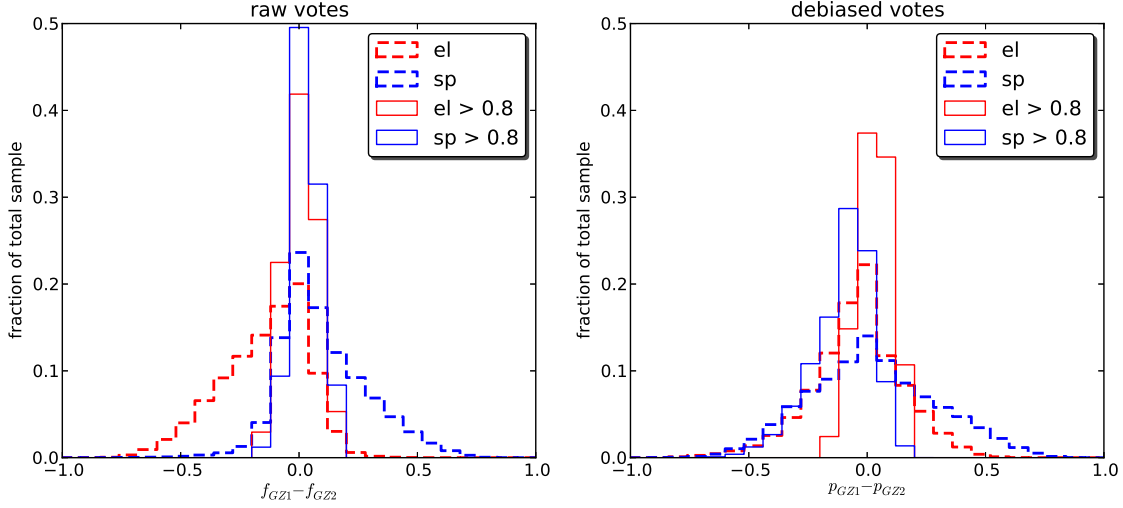 raw votes
fraction of total sample
0.5
0.4
0.3
0.2
0.1
0.0
−1.0 −0.5 0.0 0.5 1.0
f_GZ1−f_GZ2
el
sp
el > 0.8
sp > 0.8
debiased votes
fraction of total sample
0.5
0.4
0.3
0.2
0.1
0.0
−1.0 −0.5 0.0 0.5 1.0
p_GZ1−p_GZ2
el
sp
el > 0.8
sp > 0.8